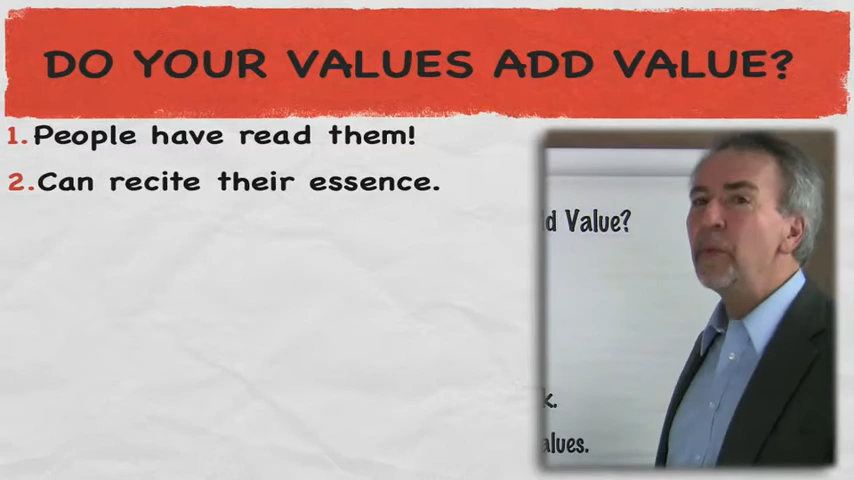 DO YOUR VALUES ADD VALUE?
1. People have read them!
2. Can recite their essence.
d Value?
k.
alues.